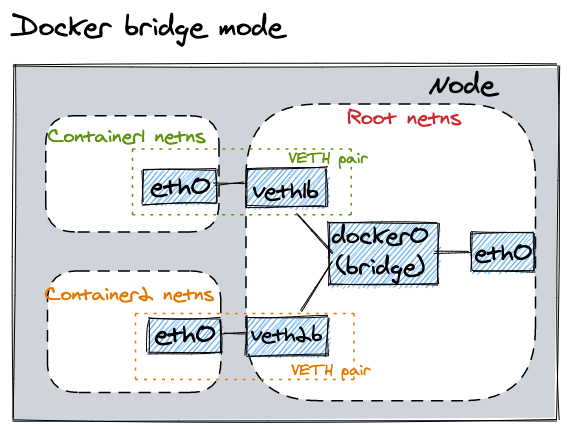 Docker bridge mode
Node
Root netns
Container1 netns
VETH pair
eth0
veth1b
docker0
(bridge)
eth0
Container2 netns
eth0
veth2b
VETH pair